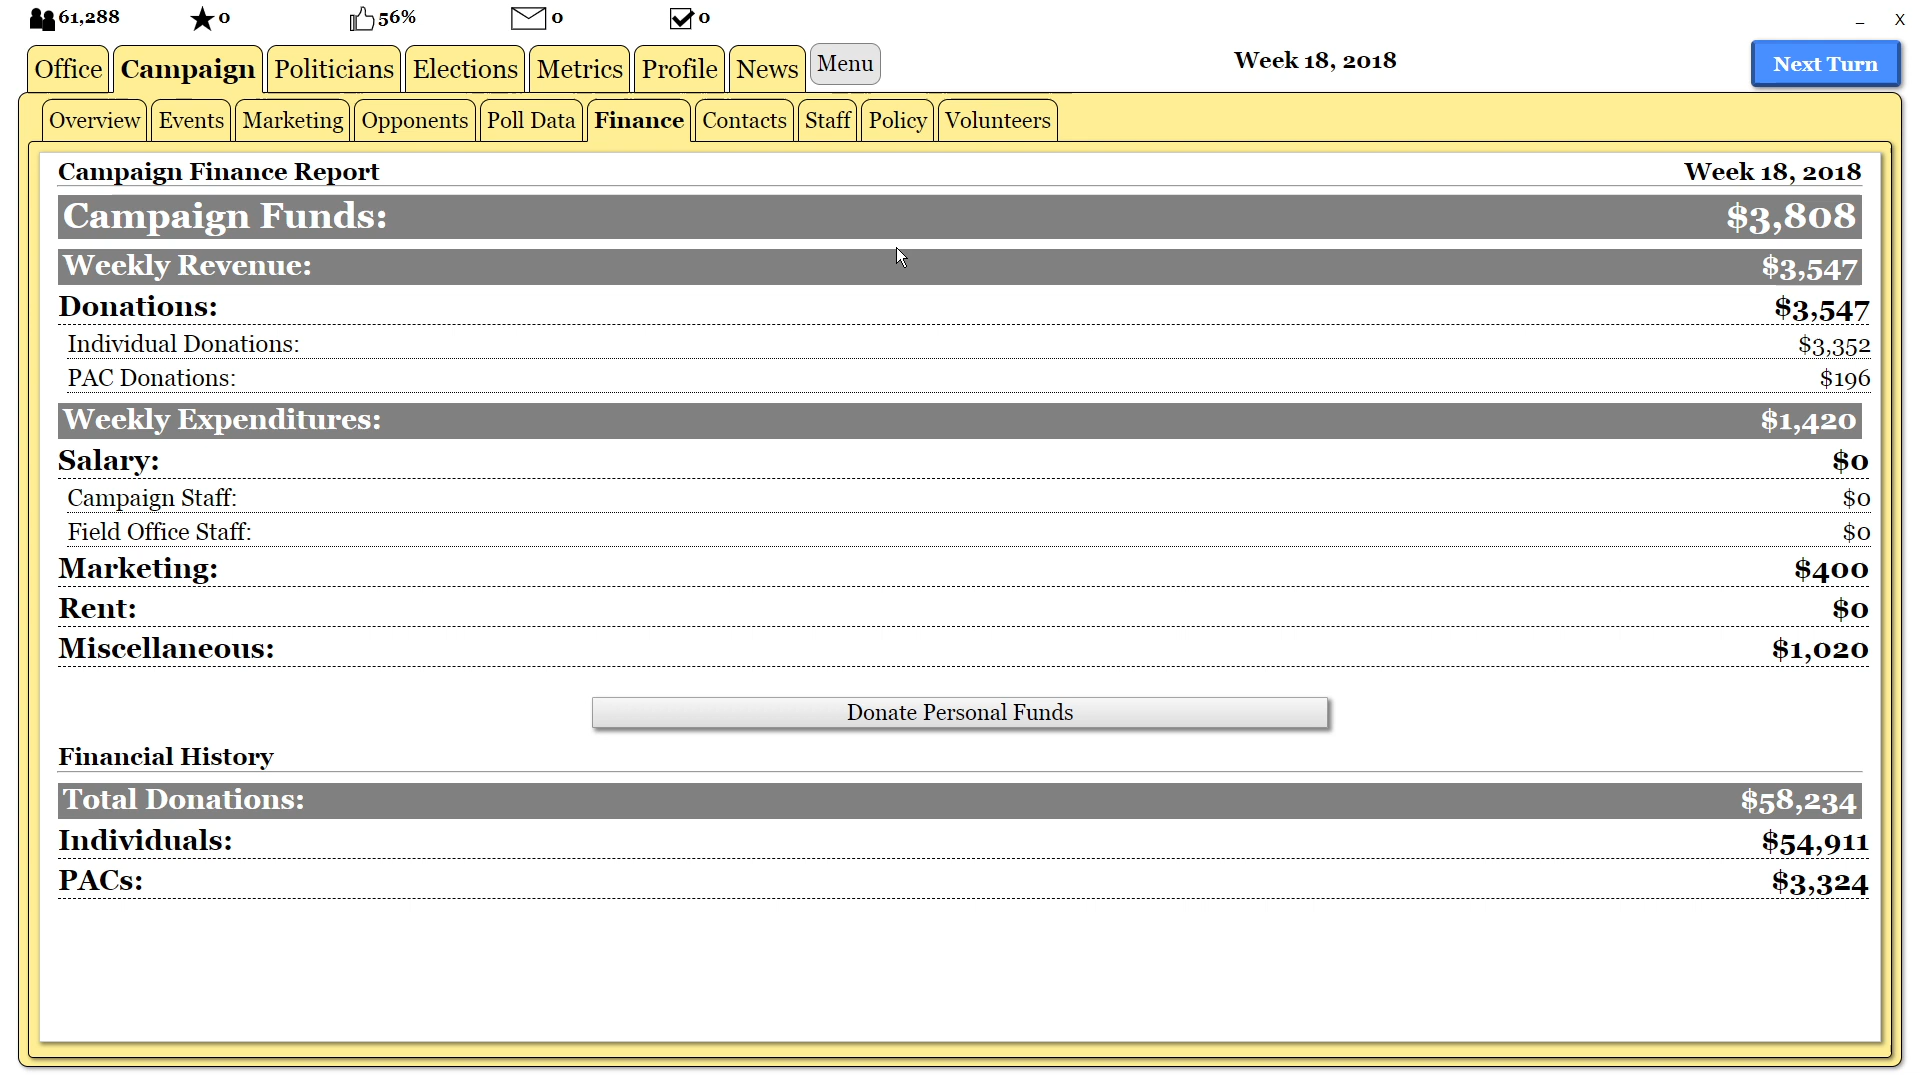 61,288 0 56% 0 0
_ X
Office Campaign Politicians Elections Metrics Profile News Menu Week 18, 2018 Next Turn
Overview Events Marketing Opponents Poll Data Finance Contacts Staff Policy Volunteers
Campaign Finance Report Week 18, 2018
Campaign Funds: $3,808
Weekly Revenue: $3,547
Donations: $3,547
Individual Donations: $3,352
PAC Donations: $196
Weekly Expenditures: $1,420
Salary: $0
Campaign Staff: $0
Field Office Staff: $0
Marketing: $400
Rent: $0
Miscellaneous: $1,020
Donate Personal Funds
Financial History
Total Donations: $58,234
Individuals: $54,911
PACs: $3,324